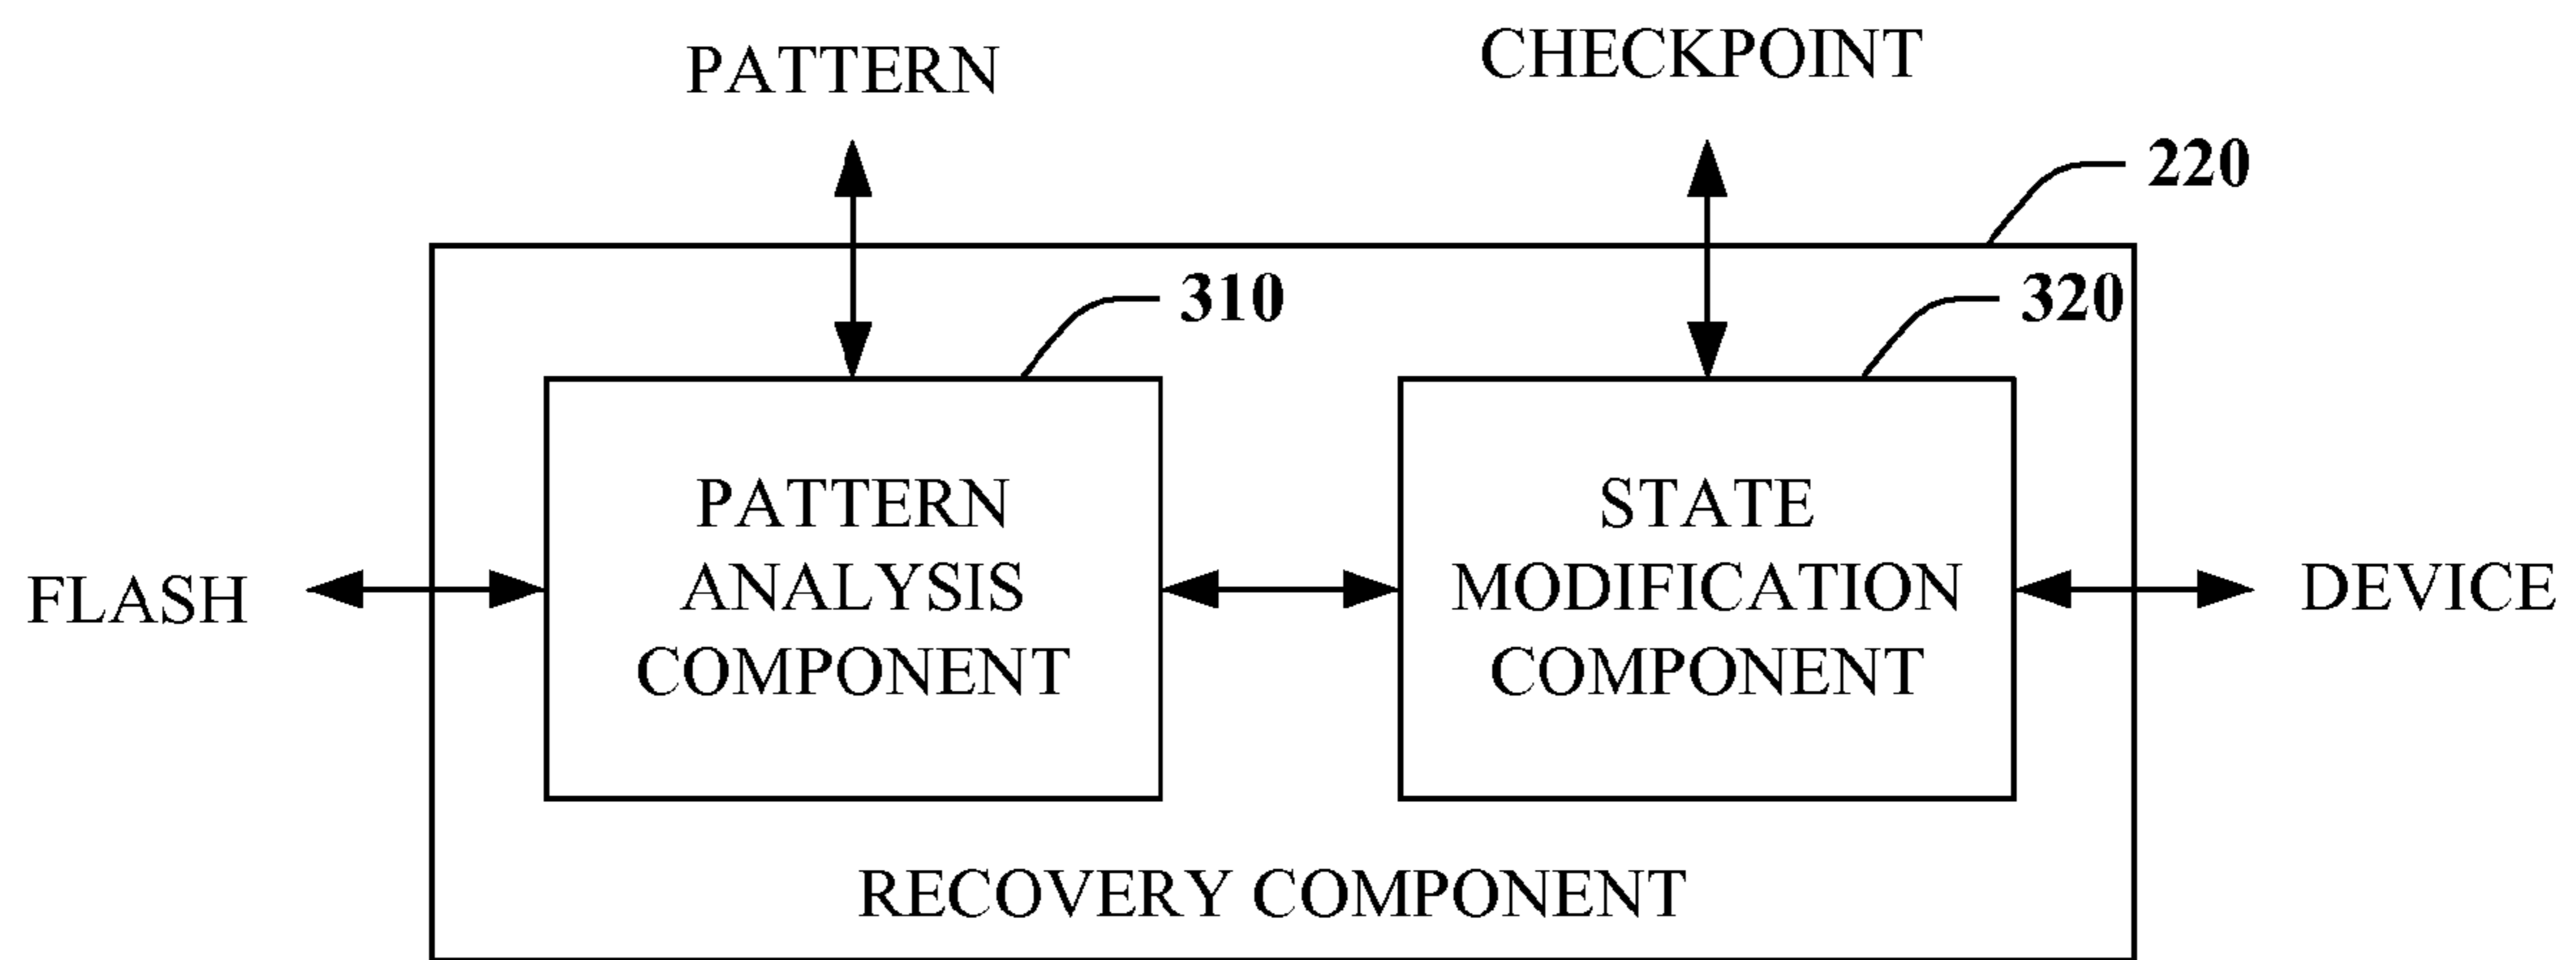 PATTERN
CHECKPOINT
220
310
320
PATTERN
ANALYSIS
COMPONENT
STATE
MODIFICATION
COMPONENT
FLASH
DEVICE
RECOVERY COMPONENT